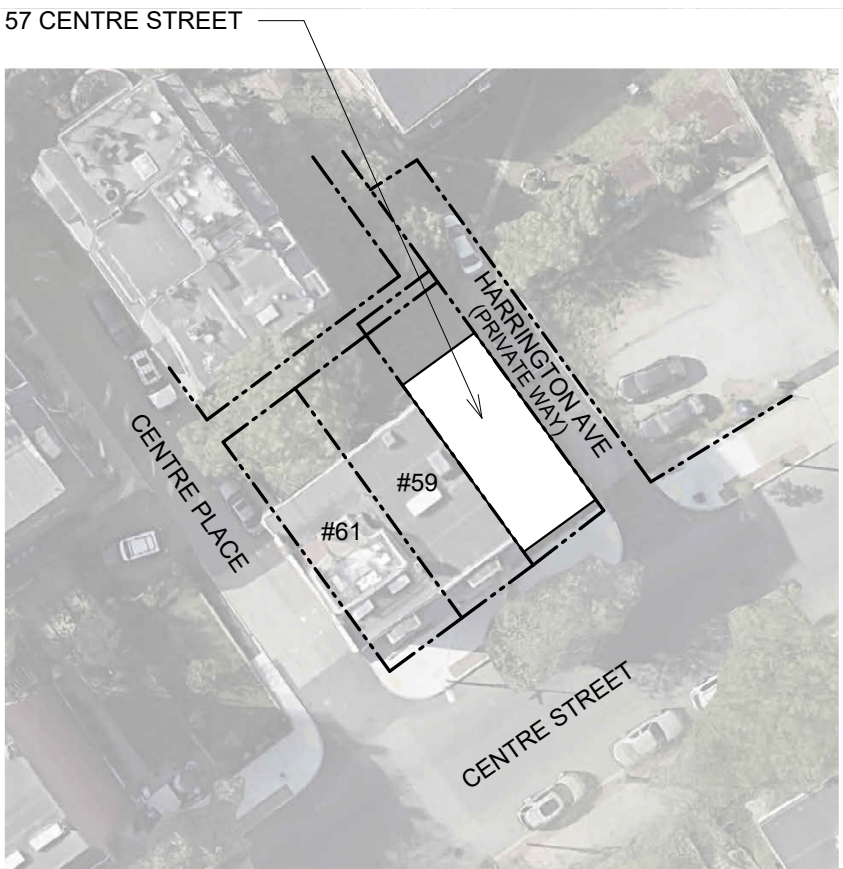 57 CENTRE STREET
HARRINGTON AVE
(PRIVATE WAY)
CENTRE PLACE
#59
#61
CENTRE STREET